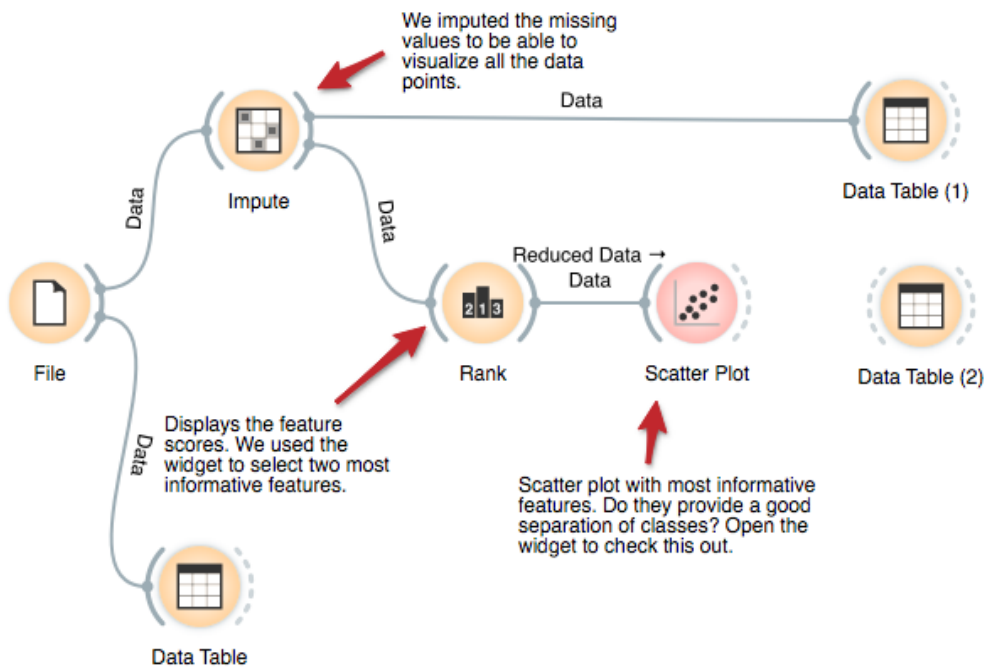 We imputed the missing
values to be able to
visualize all the data
points.
Data
Impute
Data Table (1)
Data
Data
Reduced Data →
Data
213
File
Rank
Scatter Plot
Data Table (2)
Displays the feature
scores. We used the
widget to select two most
informative features.
Data
Scatter plot with most informative
features. Do they provide a good
separation of classes? Open the
widget to check this out.
Data Table